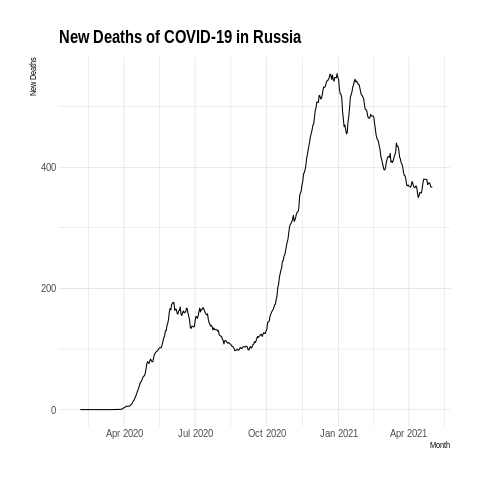 New Deaths of COVID-19 in Russia
New Deaths
400
200
0
Apr 2020 Jul 2020 Oct 2020 Jan 2021 Apr 2021
Month